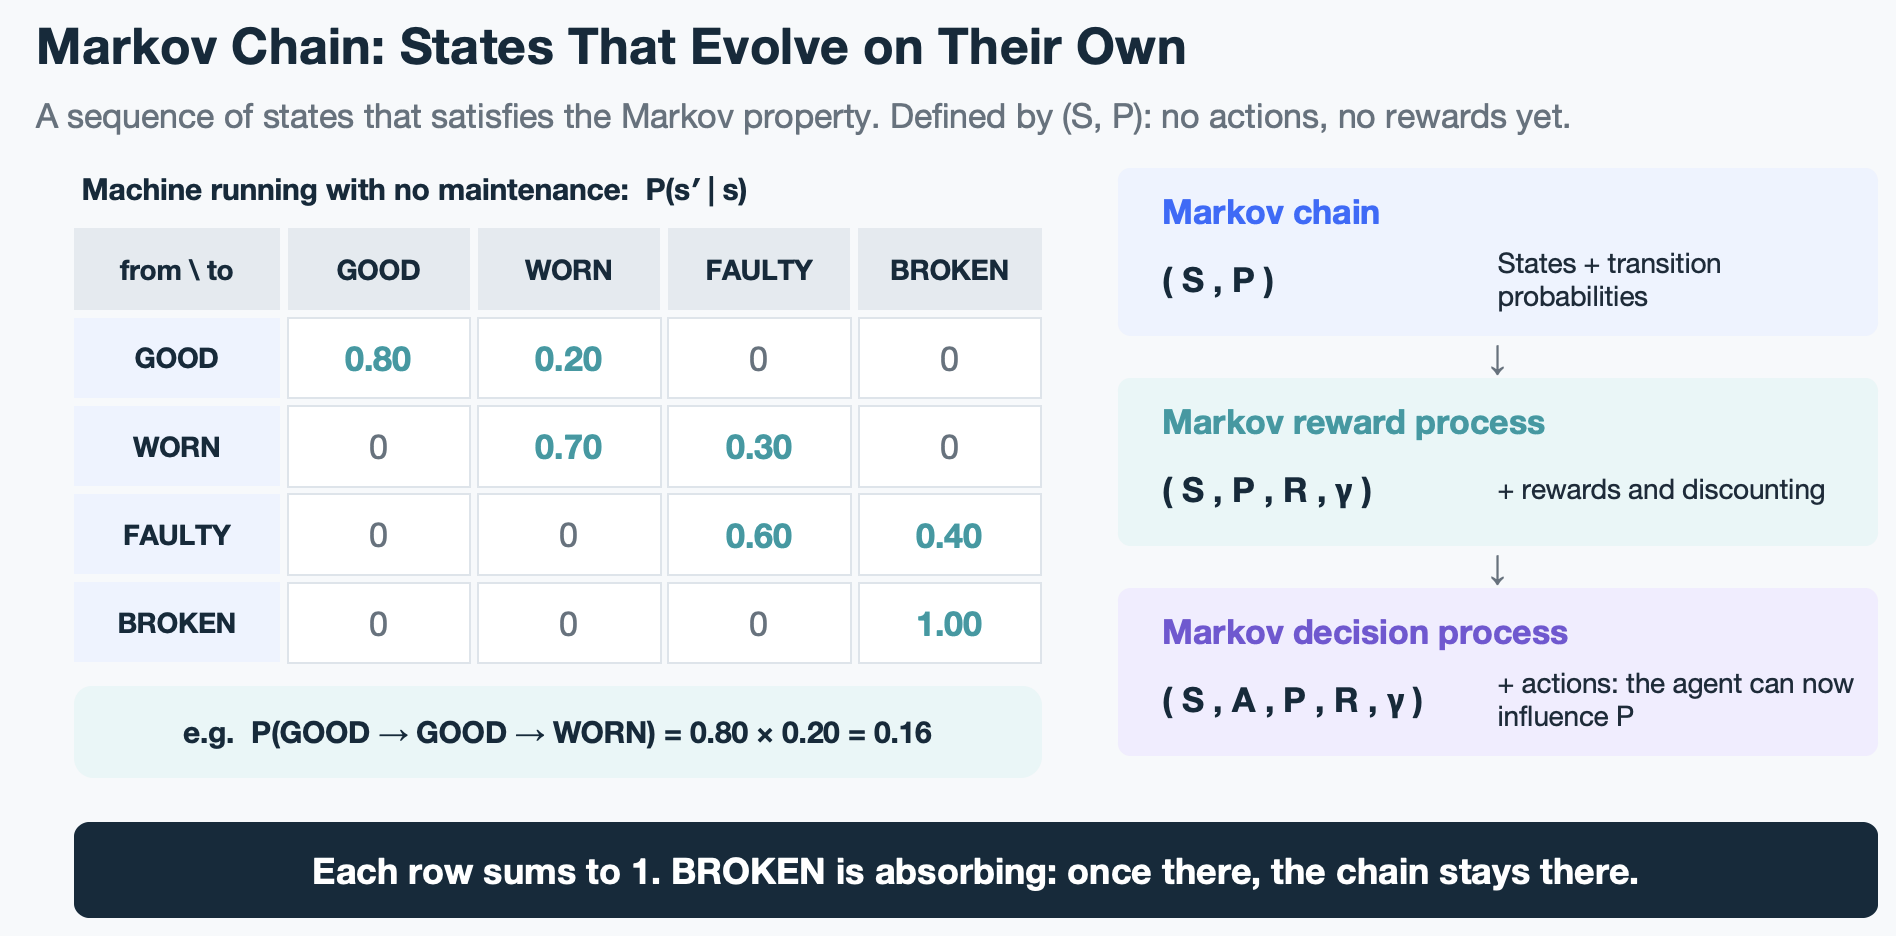 Markov Chain: States That Evolve on Their Own
A sequence of states that satisfies the Markov property. Defined by (S, P): no actions, no rewards yet.
Machine running with no maintenance:  P(s′ | s)
from \ to GOOD WORN FAULTY BROKEN
GOOD 0.80 0.20 0 0
WORN 0 0.70 0.30 0
FAULTY 0 0 0.60 0.40
BROKEN 0 0 0 1.00
e.g.  P(GOOD → GOOD → WORN) = 0.80 × 0.20 = 0.16
Markov chain
( S , P )
States + transition
probabilities
↓
Markov reward process
( S , P , R , γ )
+ rewards and discounting
↓
Markov decision process
( S , A , P , R , γ )
+ actions: the agent can now
influence P
Each row sums to 1. BROKEN is absorbing: once there, the chain stays there.